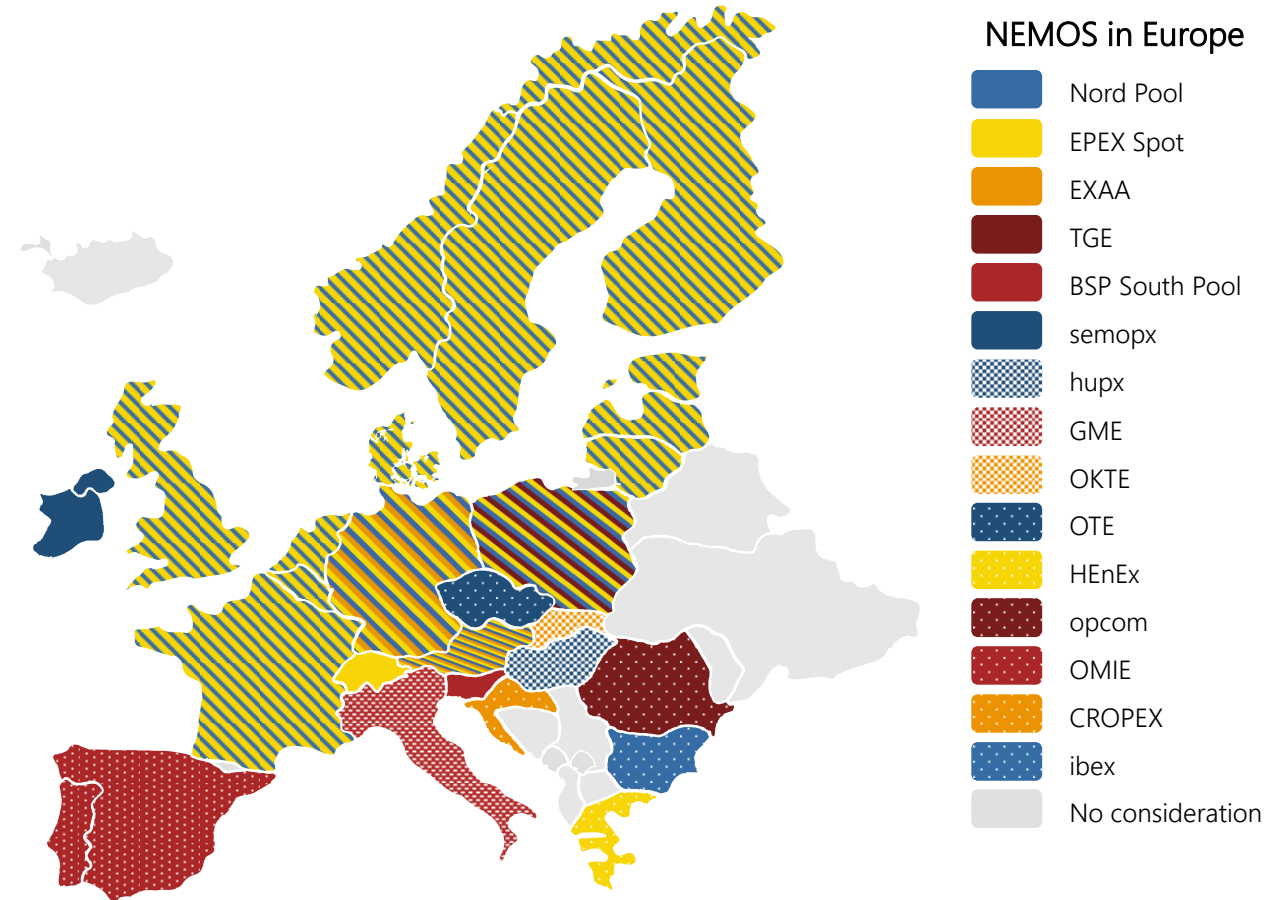 NEMOS in Europe
Nord Pool
EPEX Spot
EXAA
TGE
BSP South Pool
semopx
hupx
GME
OKTE
OTE
HEnEx
opcom
OMIE
CROPEX
ibex
No consideration